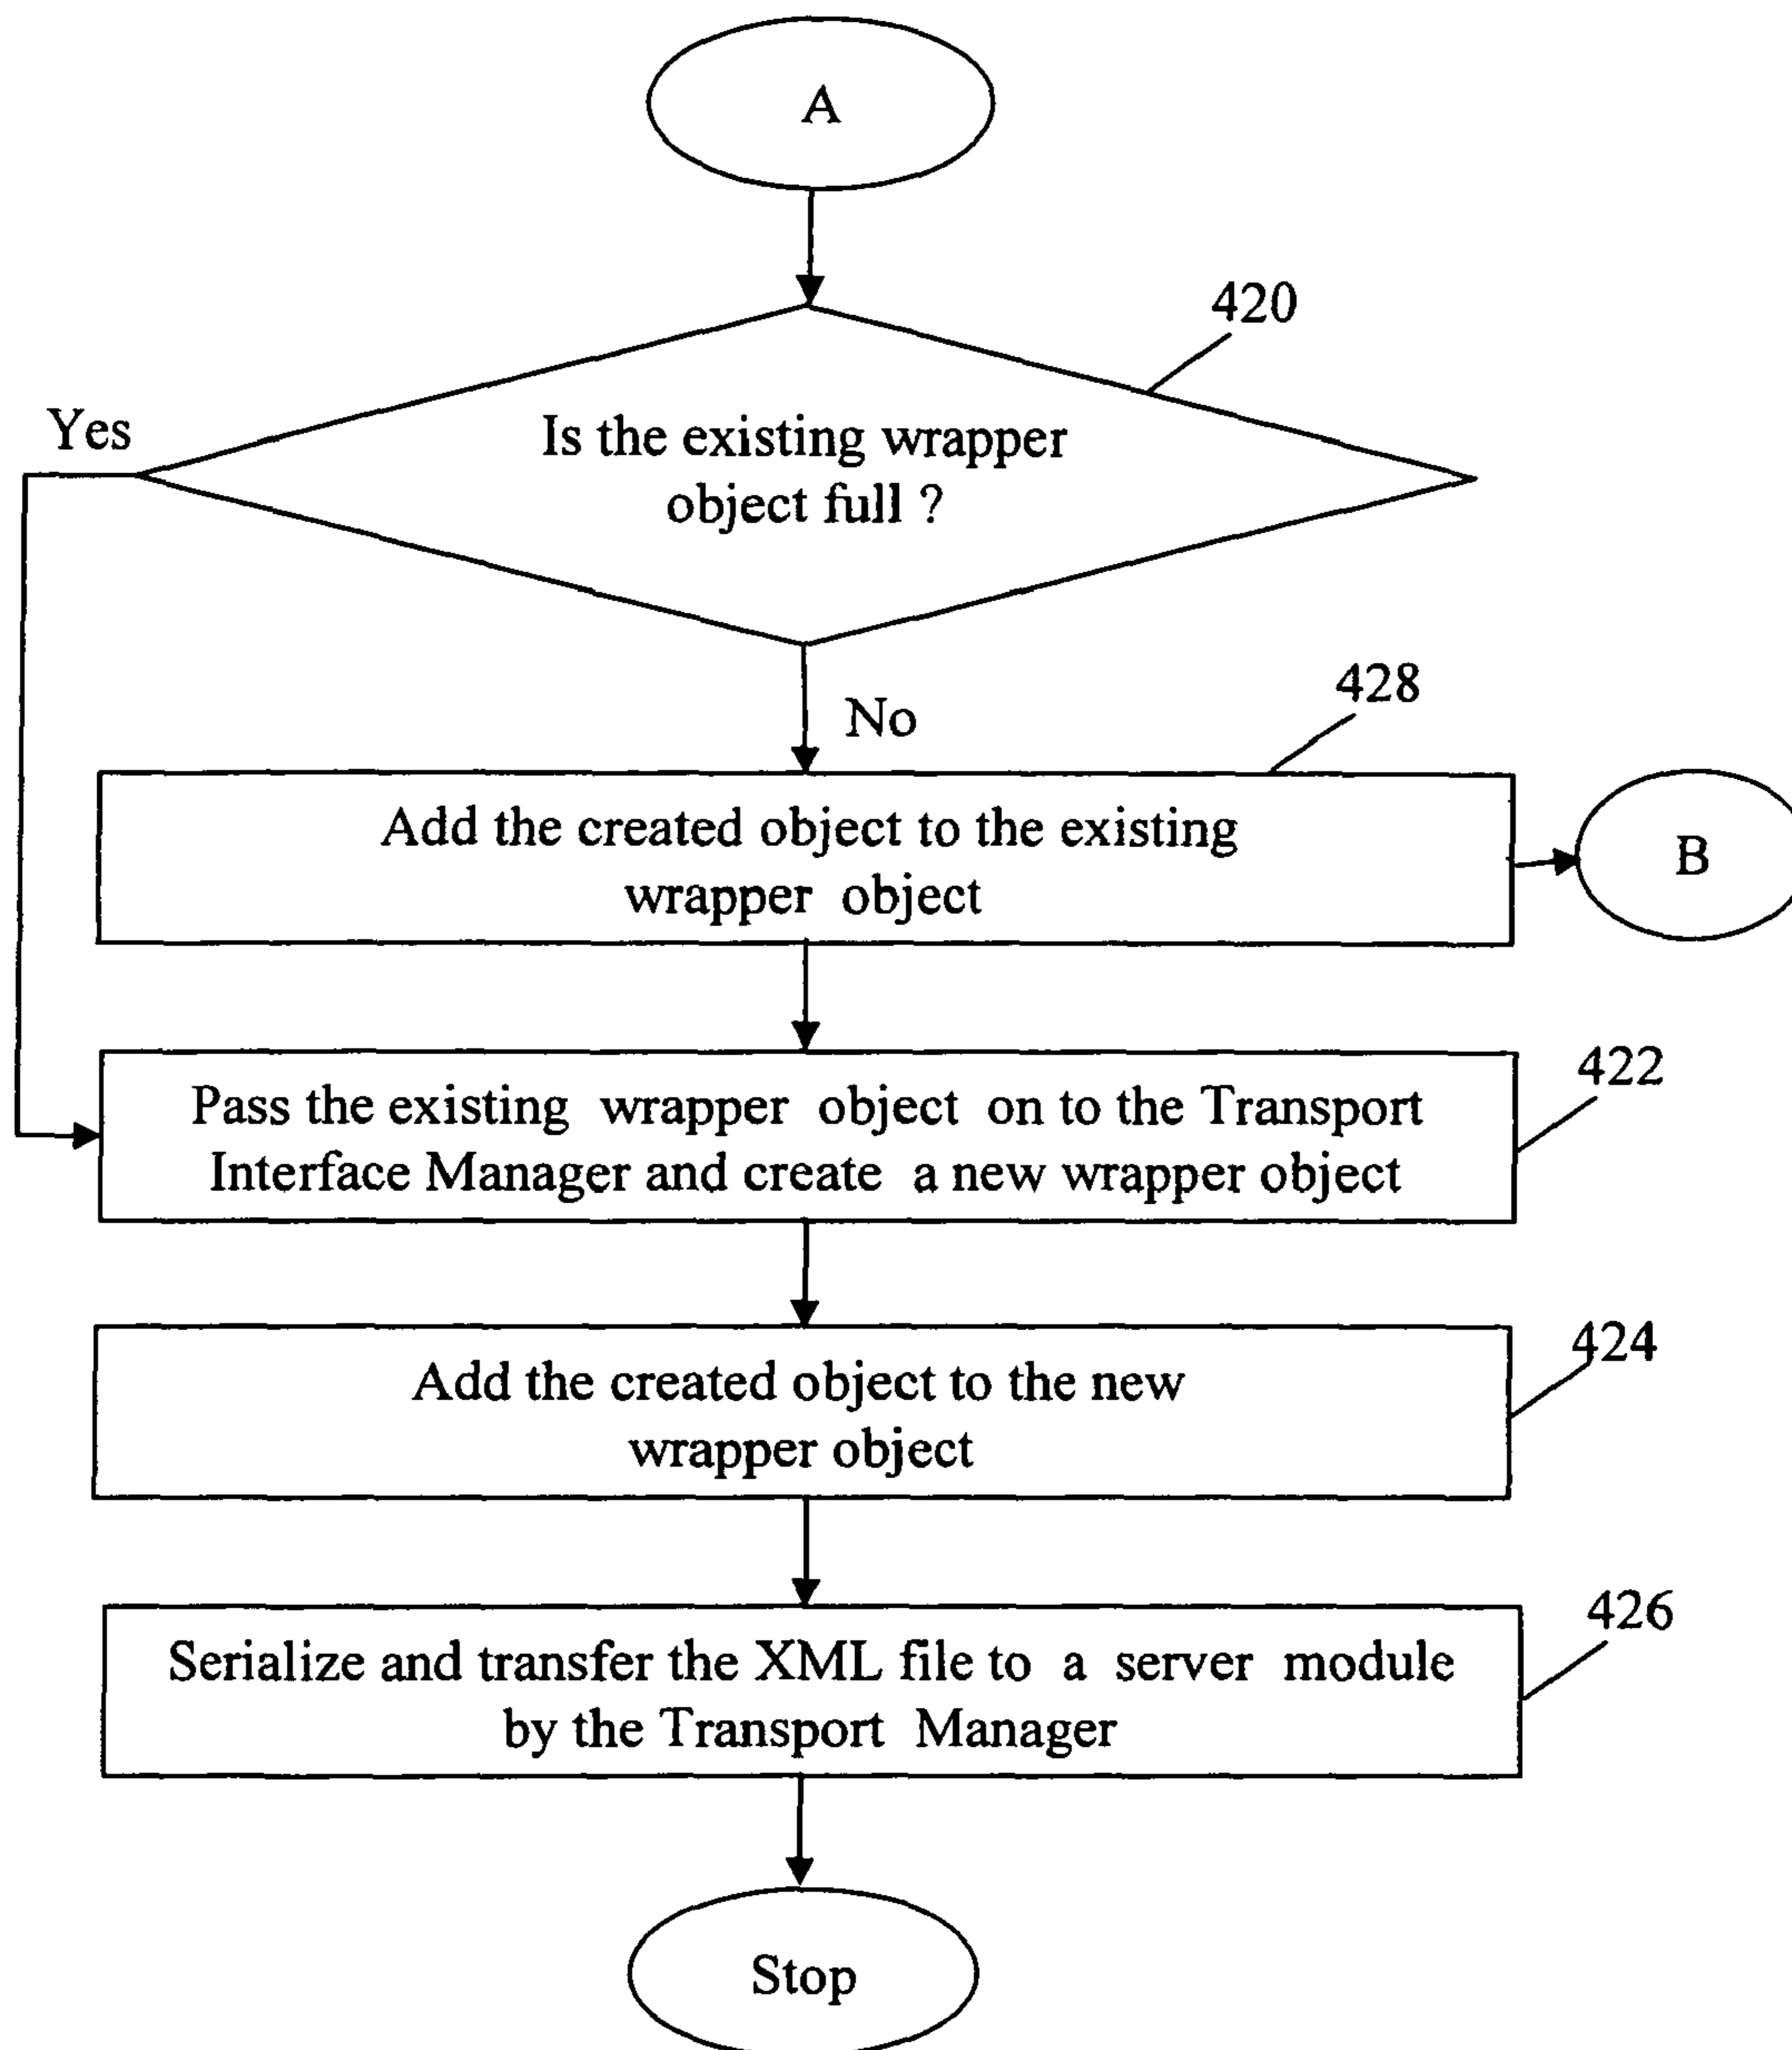 A
420
Yes
Is the existing wrapper
object full ?
428
No
Add the created object to the existing
wrapper object
B
422
Pass the existing wrapper object on to the Transport
Interface Manager and create a new wrapper object
424
Add the created object to the new
wrapper object
426
Serialize and transfer the XML file to a server module
by the Transport Manager
Stop